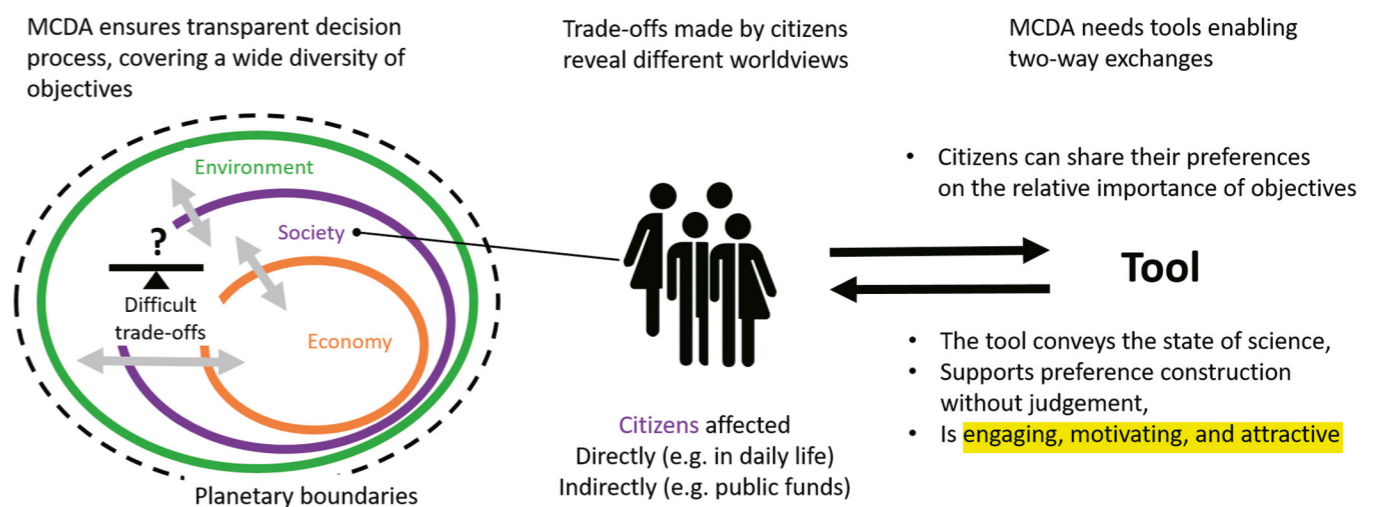 MCDA ensures transparent decision
process, covering a wide diversity of
objectives
Environment
Society
?
Difficult
trade-offs
Economy
Planetary boundaries
Trade-offs made by citizens
reveal different worldviews
Citizens affected
Directly (e.g. in daily life)
Indirectly (e.g. public funds)
MCDA needs tools enabling
two-way exchanges
• Citizens can share their preferences
on the relative importance of objectives
Tool
• The tool conveys the state of science,
• Supports preference construction
without judgement,
• Is engaging, motivating, and attractive